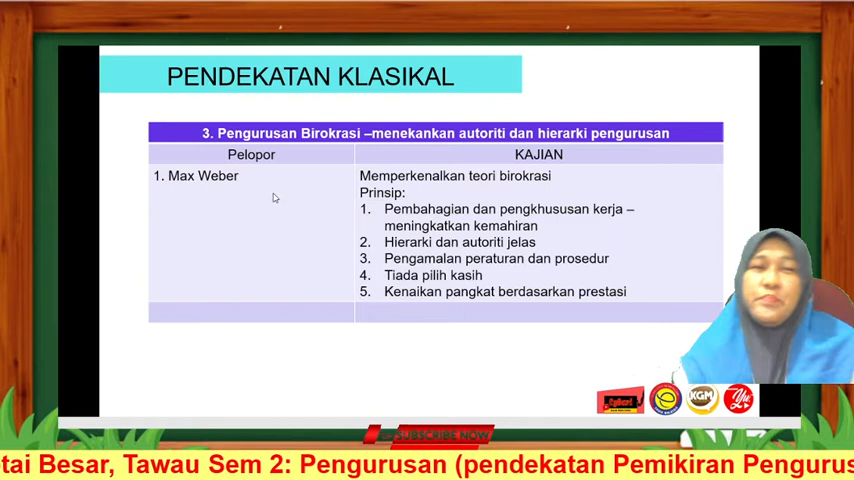 PENDEKATAN KLASIKAL
3. Pengurusan Birokrasi –menekankan autoriti dan hierarki pengurusan
Pelopor
KAJIAN
1. Max Weber
Memperkenalkan teori birokrasi
Prinsip:
1. Pembahagian dan pengkhususan kerja –
meningkatkan kemahiran
2. Hierarki dan autoriti jelas
3. Pengamalan peraturan dan prosedur
4. Tiada pilih kasih
5. Kenaikan pangkat berdasarkan prestasi
KGM
SUBSCRIBE NOW
Besar, Tawau Sem 2: Pengurusan (pendekatan Pemikiran